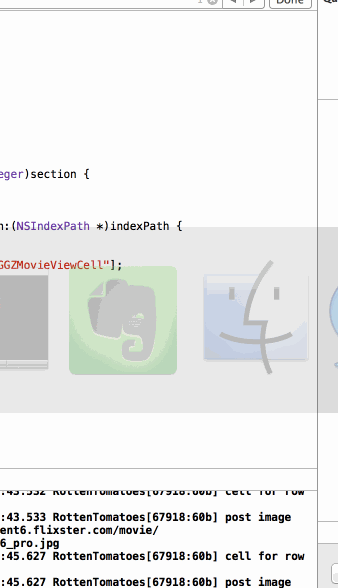 Done
eger)section {
n:(NSIndexPath *)indexPath {
GGZMovieViewCell"];
:43.532 RottenTomatoes[67918:60b] cell for row
:43.533 RottenTomatoes[67918:60b] post image
ent6.flixster.com/movie/
6_pro.jpg
:45.627 RottenTomatoes[67918:60b] cell for row
:45.627 RottenTomatoes[67918:60b] post image